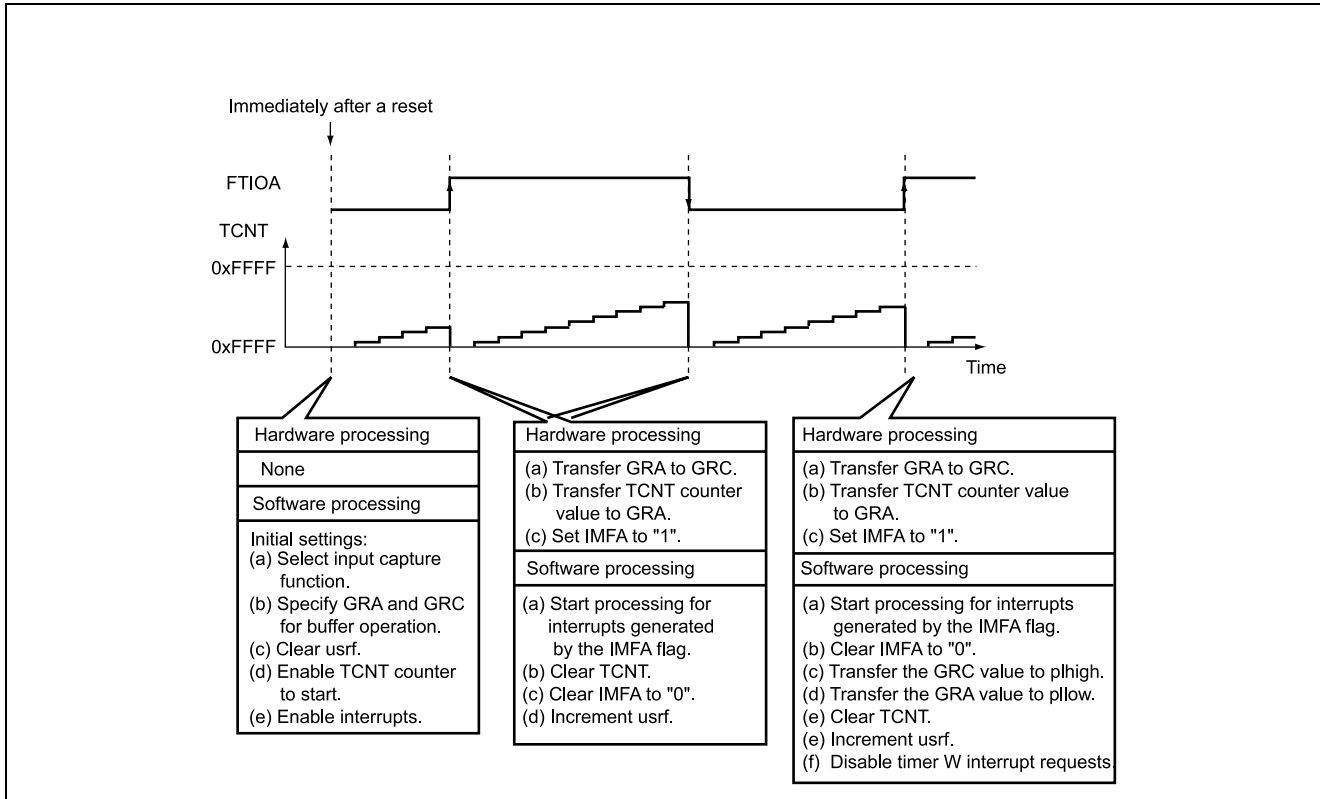 Immediately after a reset
FTIOA
TCNT
0xFFFF
0xFFFF
Time
Hardware processing
None
Software processing
Initial settings:
(a) Select input capture
function.
(b) Specify GRA and GRC
for buffer operation.
(c) Clear usrf.
(d) Enable TCNT counter
to start.
(e) Enable interrupts.
Hardware processing
(a) Transfer GRA to GRC.
(b) Transfer TCNT counter
value to GRA.
(c) Set IMFA to "1".
Software processing
(a) Start processing for
interrupts generated
by the IMFA flag.
(b) Clear TCNT.
(c) Clear IMFA to "0".
(d) Increment usrf.
Hardware processing
(a) Transfer GRA to GRC.
(b) Transfer TCNT counter value
to GRA.
(c) Set IMFA to "1".
Software processing
(a) Start processing for interrupts
generated by the IMFA flag.
(b) Clear IMFA to "0".
(c) Transfer the GRC value to plhigh.
(d) Transfer the GRA value to pllow.
(e) Clear TCNT.
(e) Increment usrf.
(f) Disable timer W interrupt requests.